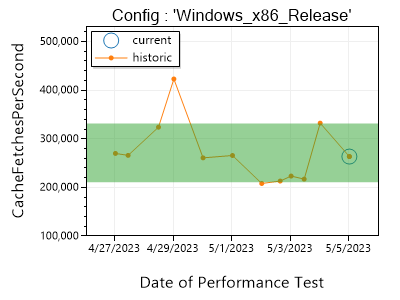 Config : 'Windows_x86_Release'
CacheFetchesPerSecond
500,000
400,000
300,000
200,000
100,000
current
historic
4/27/2023 4/29/2023 5/1/2023 5/3/2023 5/5/2023
Date of Performance Test